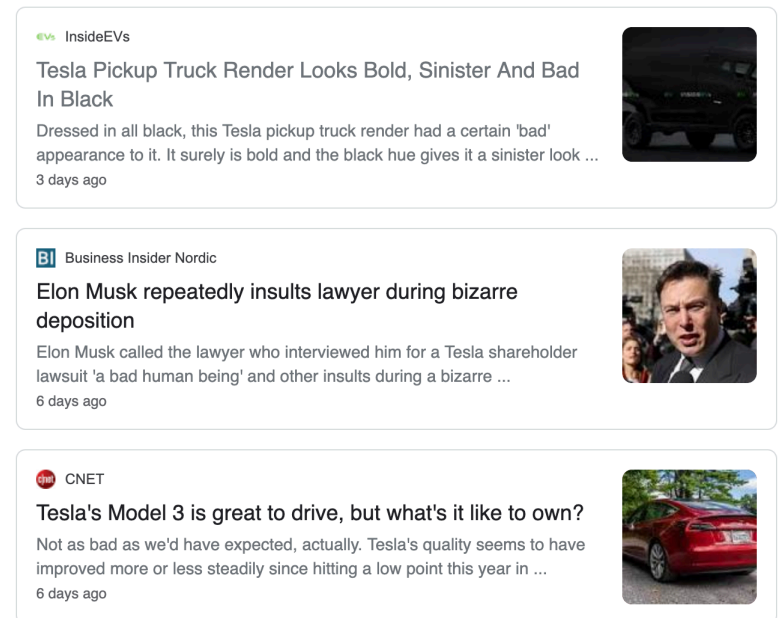 InsideEVs
Tesla Pickup Truck Render Looks Bold, Sinister And Bad
In Black
Dressed in all black, this Tesla pickup truck render had a certain 'bad'
appearance to it. It surely is bold and the black hue gives it a sinister look ...
3 days ago
BI Business Insider Nordic
Elon Musk repeatedly insults lawyer during bizarre
deposition
Elon Musk called the lawyer who interviewed him for a Tesla shareholder
lawsuit 'a bad human being' and other insults during a bizarre ...
6 days ago
c|net CNET
Tesla's Model 3 is great to drive, but what's it like to own?
Not as bad as we'd have expected, actually. Tesla's quality seems to have
improved more or less steadily since hitting a low point this year in ...
6 days ago